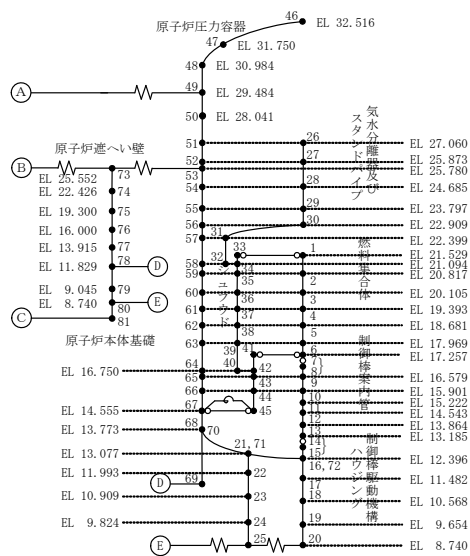 原子炉圧力容器
46
EL 32.516
47
EL 31.750
48
EL 30.984
A
49
EL 29.484
50
EL 28.041
気水分離器及び
スタンドパイプ
51
26
EL 27.060
原子炉遮へい壁
52
27
EL 25.873
B
EL 25.552
73
53
EL 25.780
EL 22.426
74
54
28
EL 24.685
EL 19.300
75
55
29
EL 23.797
EL 16.000
76
56
30
EL 22.909
57
31
EL 22.399
燃料集合体
EL 13.915
77
33
1
EL 21.529
EL 11.829
78
D
58
32
34
EL 21.094
59
EL 20.817
シュラウド
35
2
EL 9.045
79
60
EL 20.105
EL 8.740
80
E
36
3
61
EL 19.393
C
81
37
4
62
EL 18.681
原子炉本体基礎
38
5
63
EL 17.969
制御棒案内管
39
41
6
EL 17.257
7
EL 16.750
64
40
42
8
65
EL 16.579
43
9
66
EL 15.901
44
10
EL 15.222
EL 14.555
67
45
11
EL 14.543
12
EL 13.864
EL 13.773
68
70
13
EL 13.185
14
制御棒駆動機構
ハウジング
EL 13.077
21,71
15
EL 12.396
16,72
EL 11.993
22
D
69
17
EL 11.482
EL 10.909
23
18
EL 10.568
EL 9.824
24
19
EL 9.654
E
25
20
EL 8.740